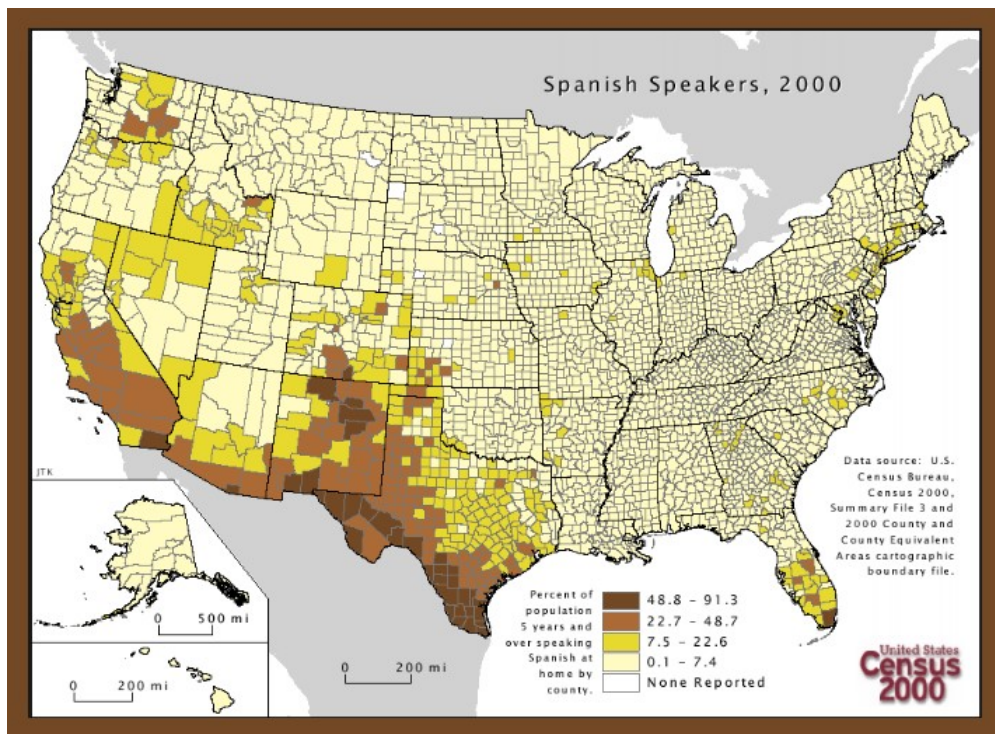 Spanish Speakers, 2000
JTK
0 500 mi
0 200 mi
0 200 mi
Data source: U.S.
Census Bureau,
Census 2000,
Summary File 3 and
2000 County and
County Equivalent
Areas cartographic
boundary file.
Percent of
population
5 years and
over speaking
Spanish at
home by
county.
48.8 - 91.3
22.7 - 48.7
7.5 - 22.6
0.1 - 7.4
None Reported
United States
Census
2000